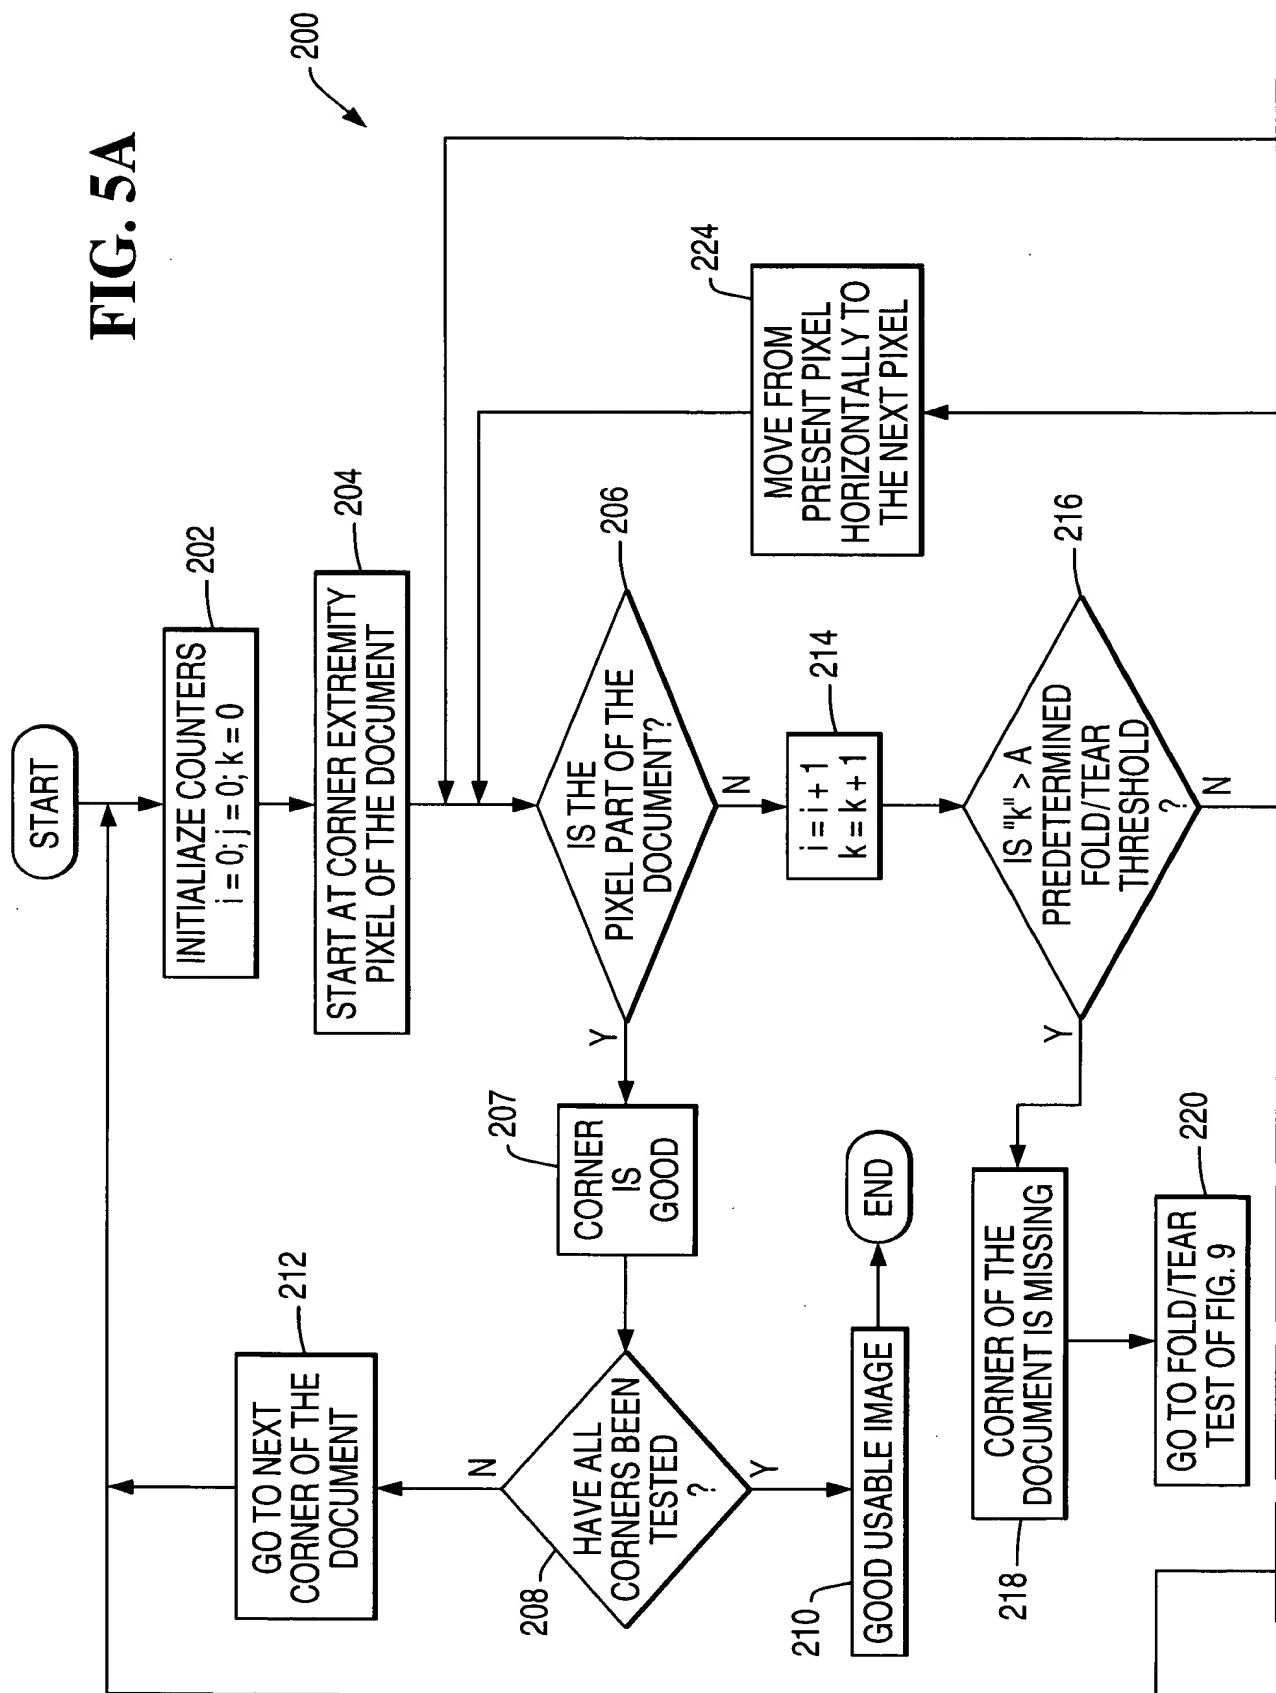 FIG. 5A
200
START
INITIALIAZE COUNTERS
i = 0; j = 0; k = 0
202
START AT CORNER EXTREMITY
PIXEL OF THE DOCUMENT
204
IS THE
PIXEL PART OF THE
DOCUMENT?
206
Y
N
CORNER
IS
GOOD
207
HAVE ALL
CORNERS BEEN
TESTED
?
208
N
Y
GO TO NEXT
CORNER OF THE
DOCUMENT
212
GOOD USABLE IMAGE
210
END
i = i + 1
k = k + 1
214
IS "k" > A
PREDETERMINED
FOLD/TEAR
THRESHOLD
?
216
Y
N
CORNER OF THE
DOCUMENT IS MISSING
218
GO TO FOLD/TEAR
TEST OF FIG. 9
220
MOVE FROM
PRESENT PIXEL
HORIZONTALLY TO
THE NEXT PIXEL
224